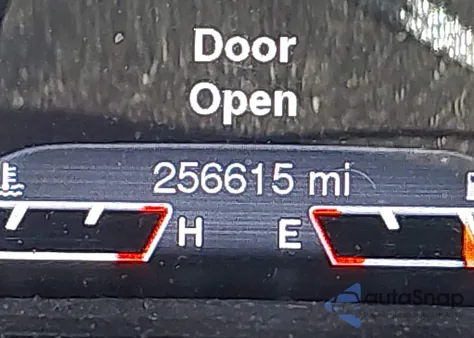 Door
Open
256615 mi
H E
autoSnap